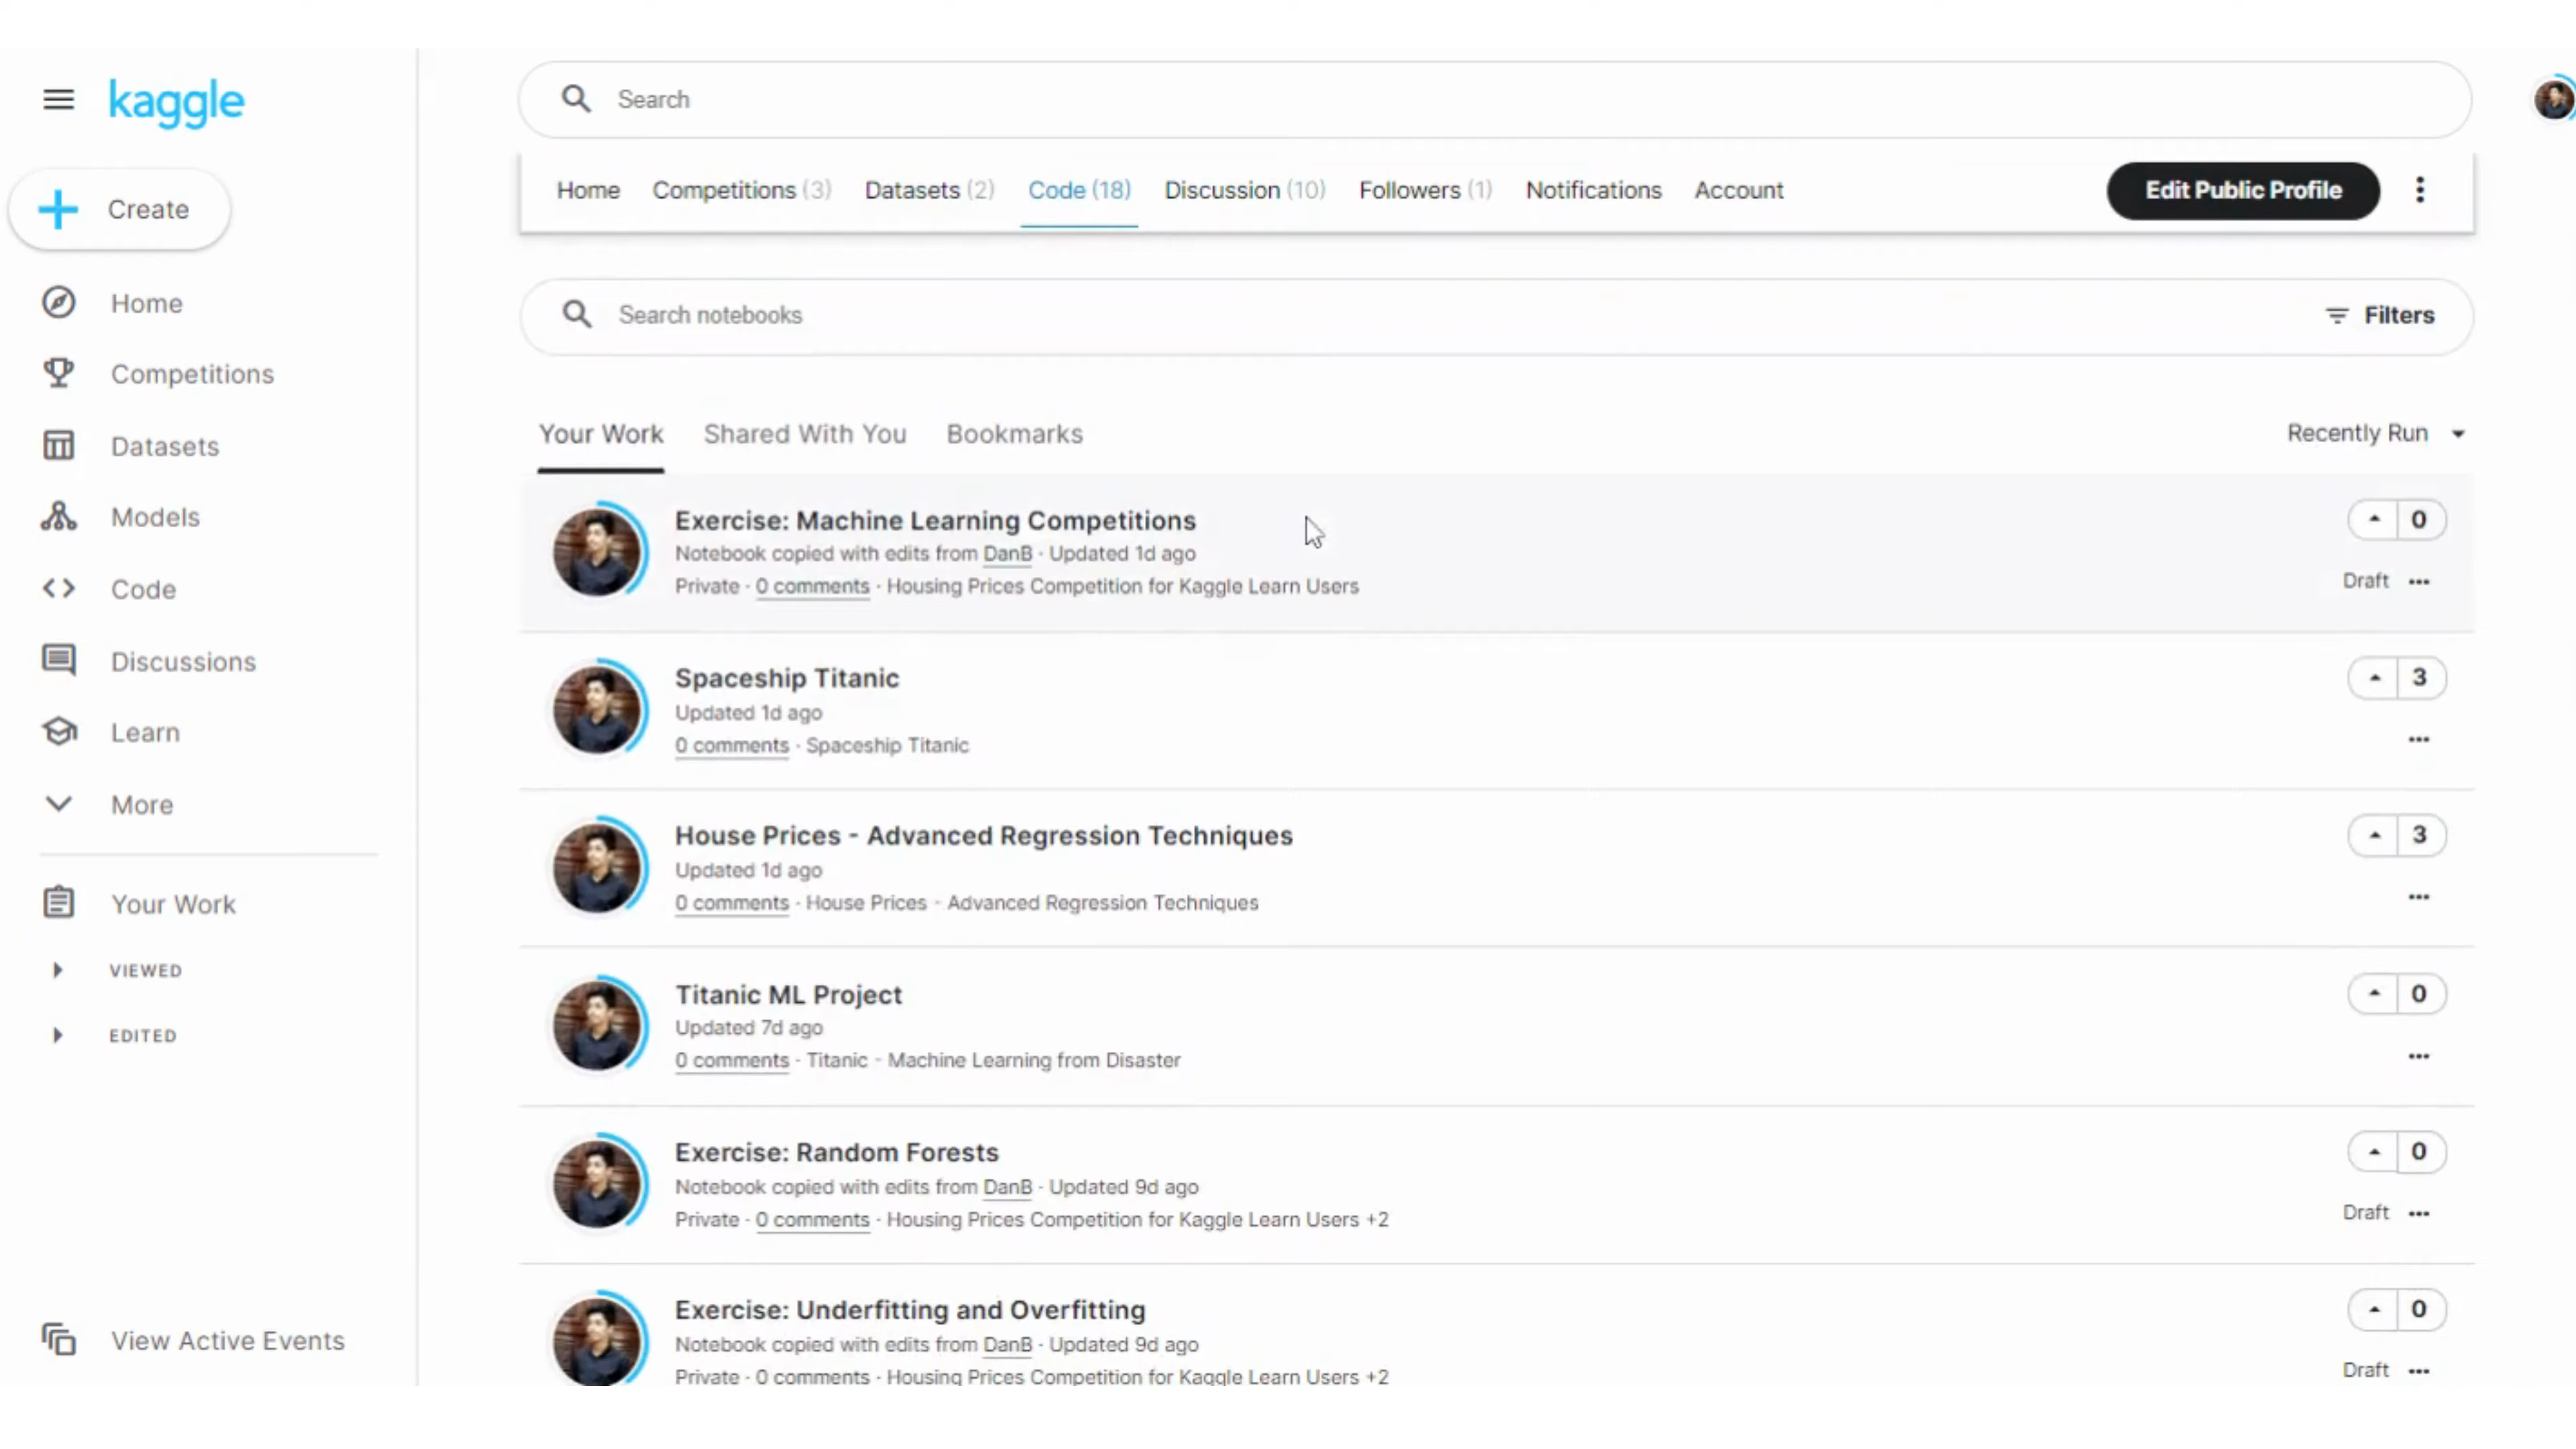 kaggle
Search
Create
Home Competitions (3) Datasets (2) Code (18) Discussion (10) Followers (1) Notifications Account Edit Public Profile
Home
Competitions
Datasets
Models
Code
Discussions
Learn
More
Your Work
VIEWED
EDITED
View Active Events
Search notebooks Filters
Your Work Shared With You Bookmarks Recently Run
Exercise: Machine Learning Competitions 0
Notebook copied with edits from DanB · Updated 1d ago
Private · 0 comments · Housing Prices Competition for Kaggle Learn Users Draft
Spaceship Titanic 3
Updated 1d ago
0 comments · Spaceship Titanic
House Prices - Advanced Regression Techniques 3
Updated 1d ago
0 comments · House Prices - Advanced Regression Techniques
Titanic ML Project 0
Updated 7d ago
0 comments · Titanic - Machine Learning from Disaster
Exercise: Random Forests 0
Notebook copied with edits from DanB · Updated 9d ago
Private · 0 comments · Housing Prices Competition for Kaggle Learn Users +2 Draft
Exercise: Underfitting and Overfitting 0
Notebook copied with edits from DanB · Updated 9d ago
Private · 0 comments · Housing Prices Competition for Kaggle Learn Users +2 Draft